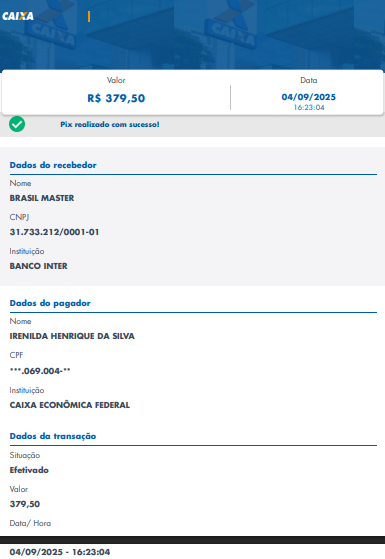 CAIXA
Valor
R$ 379,50
Data
04/09/2025
16:23:04
Pix realizado com sucesso!
Dados do recebedor
Nome
BRASIL MASTER
CNPJ
31.733.212/0001-01
Instituição
BANCO INTER
Dados do pagador
Nome
IRENILDA HENRIQUE DA SILVA
CPF
***.069.004-**
Instituição
CAIXA ECONÔMICA FEDERAL
Dados da transação
Situação
Efetivado
Valor
379,50
Data/ Hora
04/09/2025 - 16:23:04